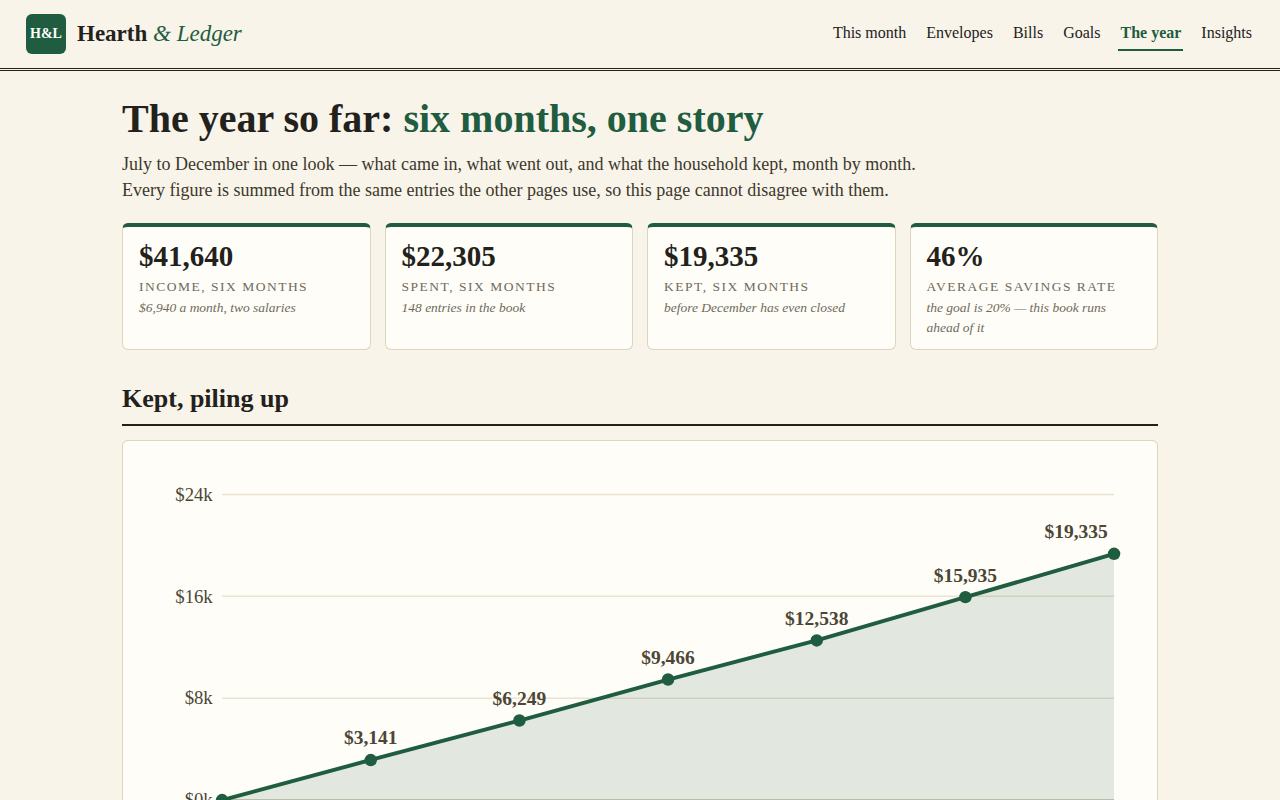 H&L
Hearth & Ledger
This month
Envelopes
Bills
Goals
The year
Insights
The year so far: six months, one story
July to December in one look — what came in, what went out, and what the household kept, month by month.
Every figure is summed from the same entries the other pages use, so this page cannot disagree with them.
$41,640
INCOME, SIX MONTHS
$6,940 a month, two salaries
$22,305
SPENT, SIX MONTHS
148 entries in the book
$19,335
KEPT, SIX MONTHS
before December has even closed
46%
AVERAGE SAVINGS RATE
the goal is 20% — this book runs
ahead of it
Kept, piling up
$24k
$19,335
$16k
$15,935
$12,538
$9,466
$8k
$6,249
$3,141
$0k